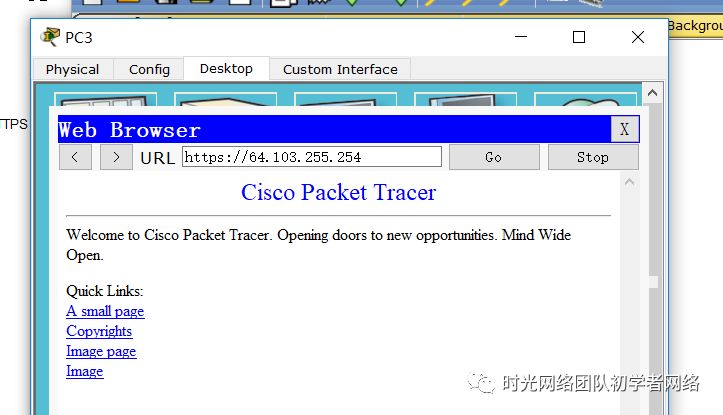 Backgrou
PC3
Physical Config Desktop Custom Interface
TTPS
Web Browser X
< > URL https://64.103.255.254 Go Stop
Cisco Packet Tracer
Welcome to Cisco Packet Tracer. Opening doors to new opportunities. Mind Wide
Open.
Quick Links:
A small page
Copyrights
Image page
Image
时光网络团队初学者网络